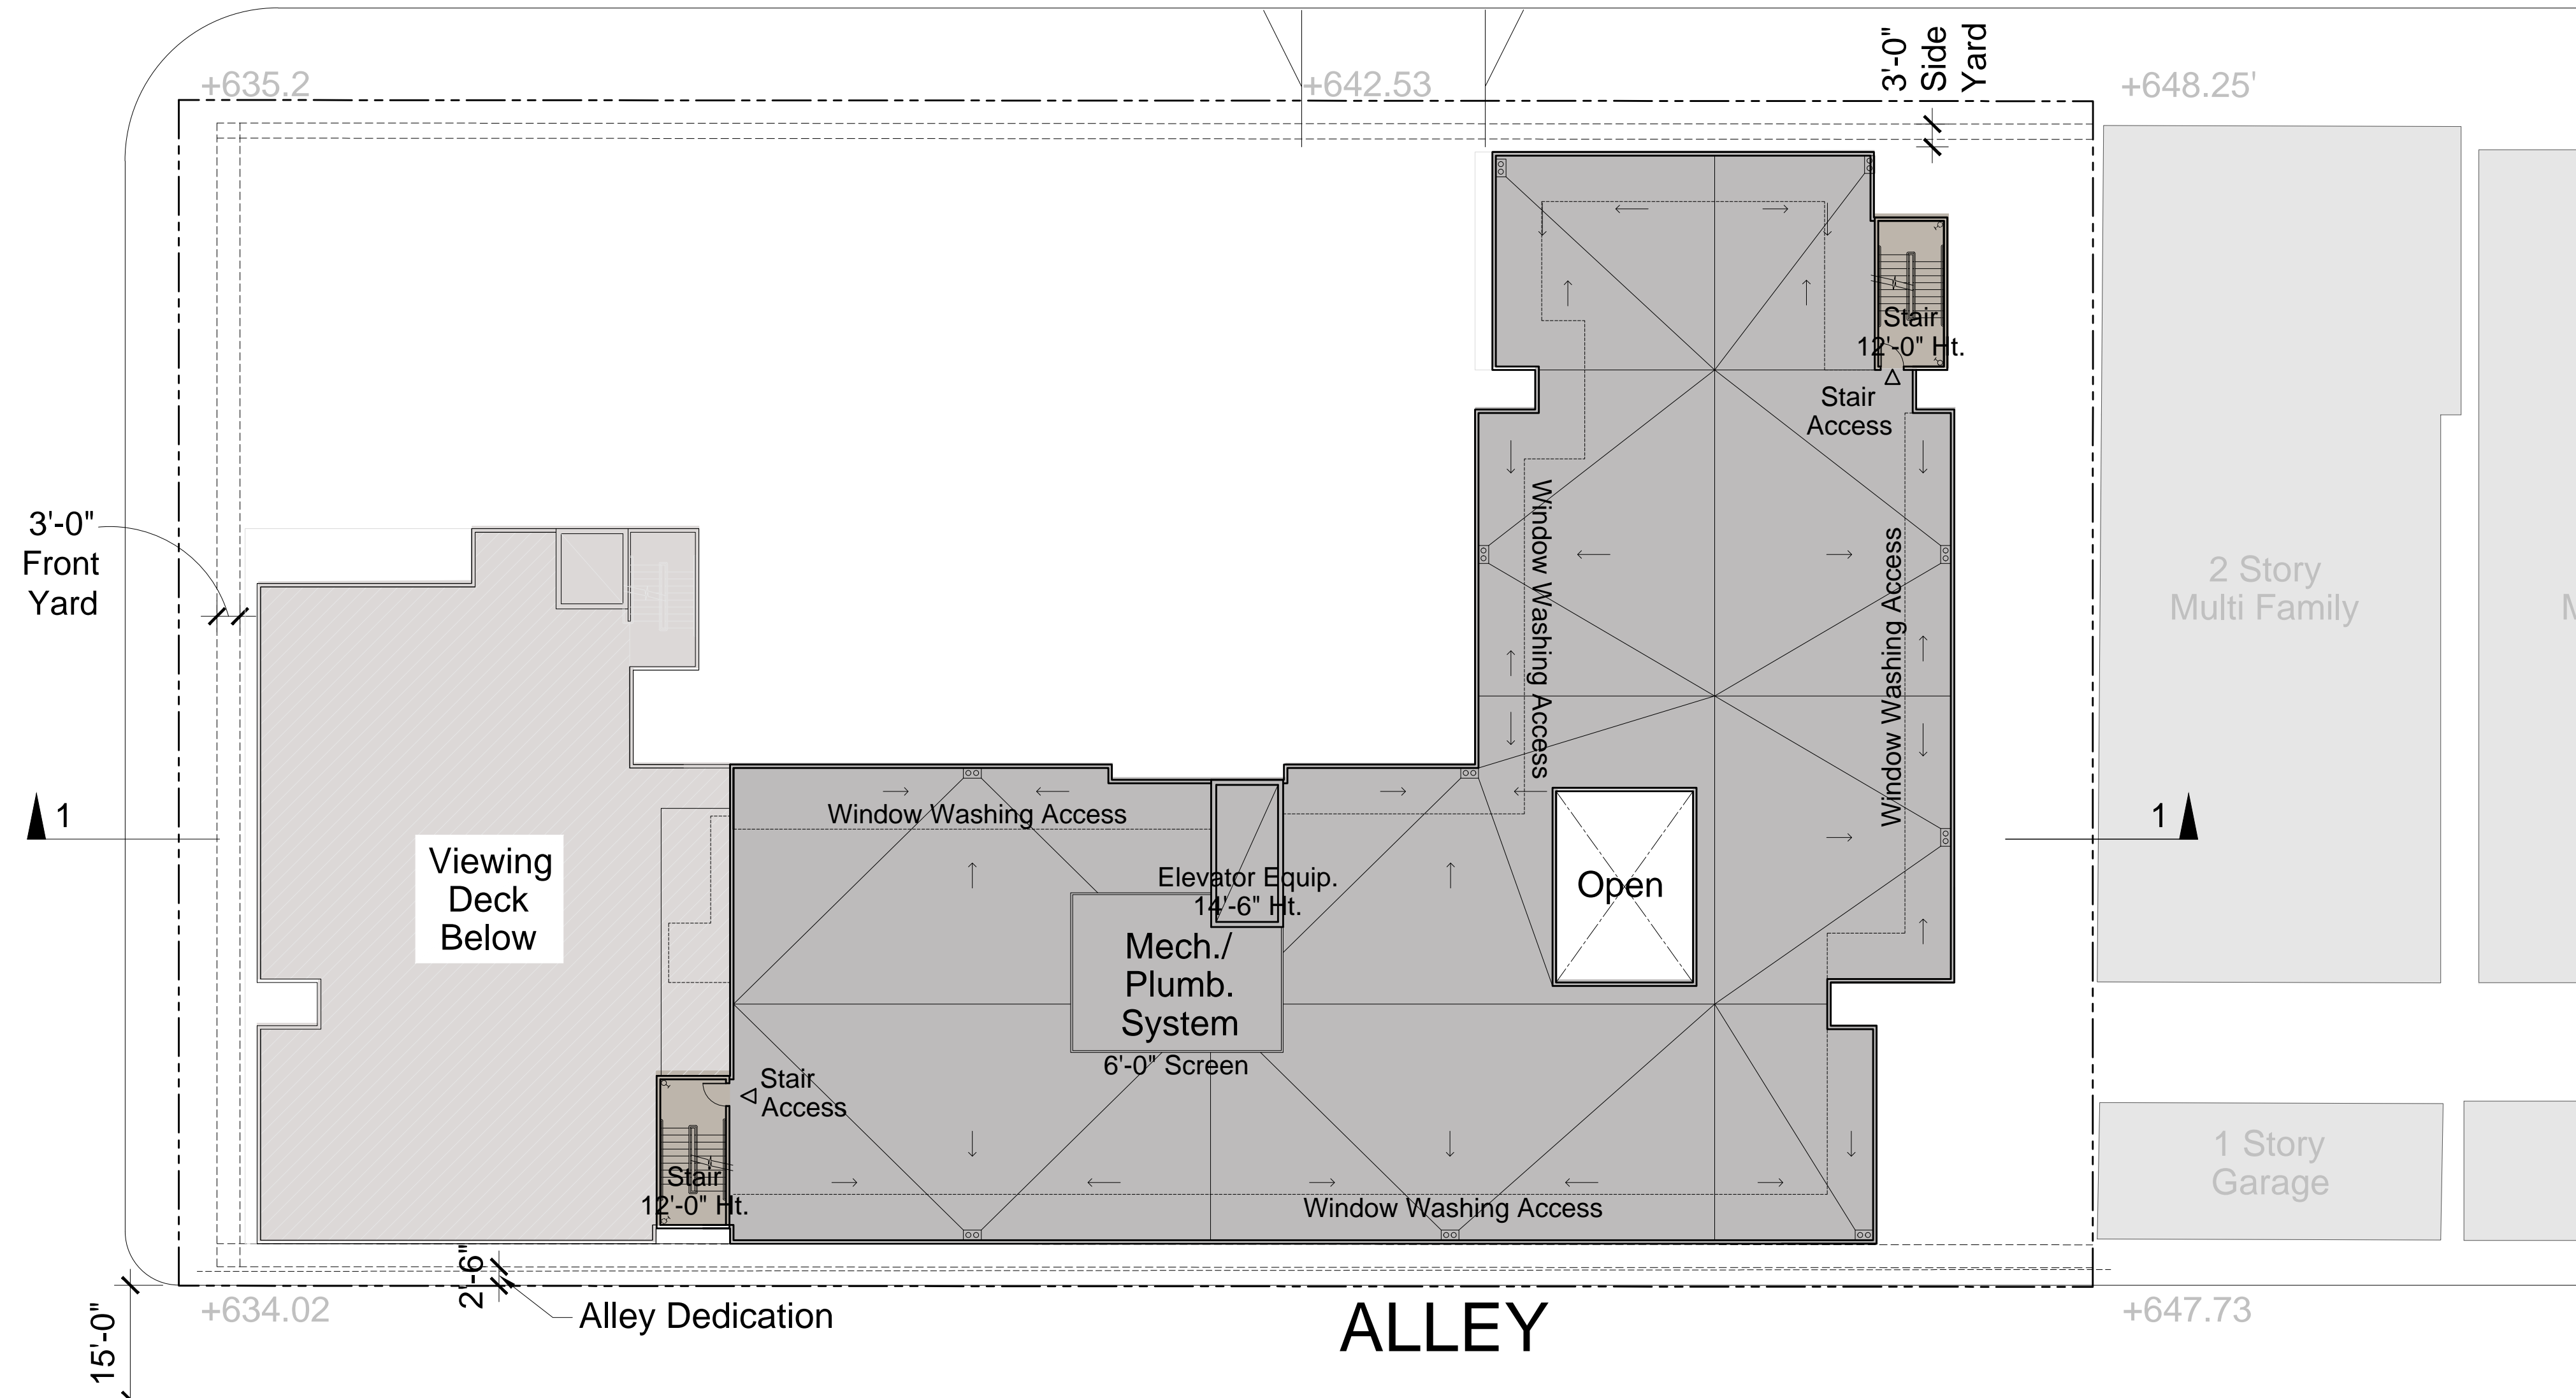 3'-0"
Side
Yard
+635.2
+642.53
+648.25'
Stair
12'-0" Ht.
Stair
Access
3'-0"
Front
Yard
Window Washing Access
Window Washing Access
2 Story
Multi Family
M
1
1
Window Washing Access
Viewing
Deck
Below
Elevator Equip.
14'-6" Ht.
Open
Mech./
Plumb.
System
6'-0" Screen
Stair
Access
1 Story
Garage
Stair
12'-0" Ht.
Window Washing Access
2'-6"
+634.02
Alley Dedication
ALLEY
+647.73
15'-0"